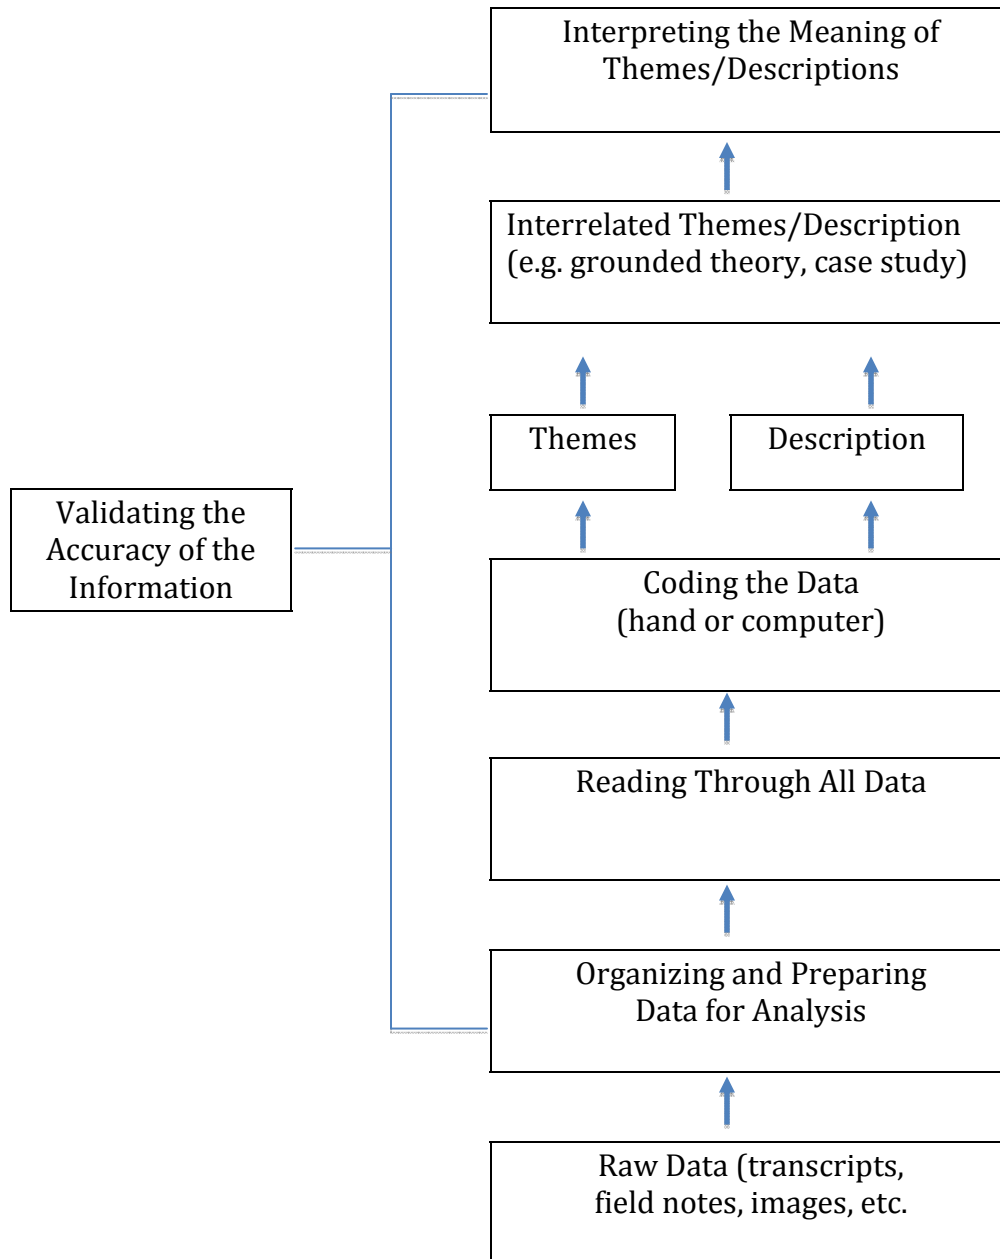 Interpreting the Meaning of
Themes/Descriptions
Interrelated Themes/Description
(e.g. grounded theory, case study)
Themes
Description
Validating the
Accuracy of the
Information
Coding the Data
(hand or computer)
Reading Through All Data
Organizing and Preparing
Data for Analysis
Raw Data (transcripts,
field notes, images, etc.